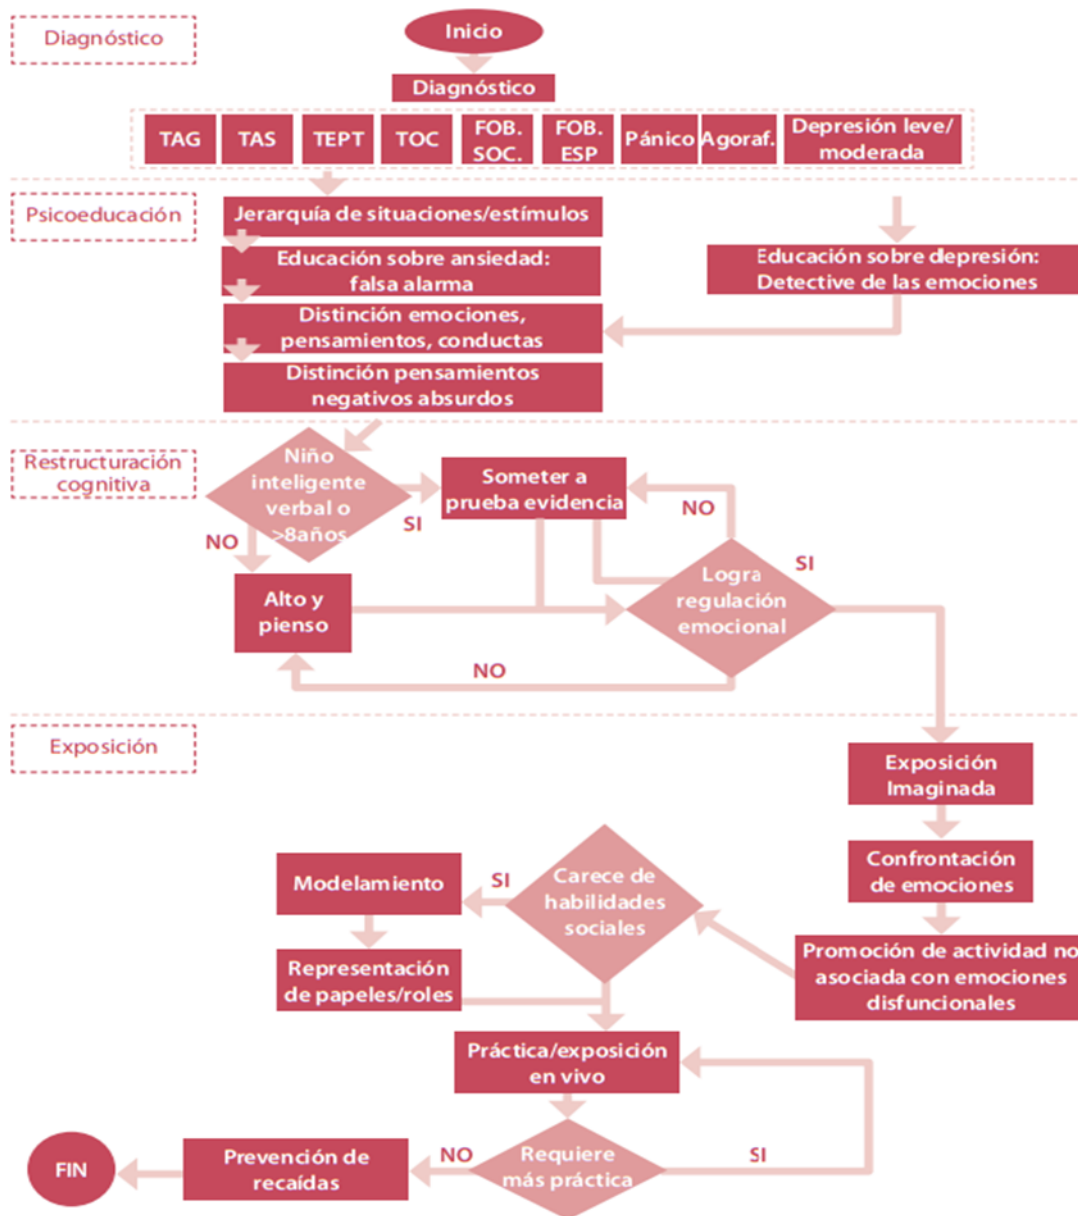 Diagnóstico
Inicio
Diagnóstico
TAG
TAS
TEPT
TOC
FOB.
SOC.
FOB.
ESP
Pánico
Agoraf.
Depresión leve/
moderada
Psicoeducación
Jerarquía de situaciones/estímulos
Educación sobre ansiedad:
falsa alarma
Distinción emociones,
pensamientos, conductas
Distinción pensamientos
negativos absurdos
Educación sobre depresión:
Detective de las emociones
Restructuración
cognitiva
Niño
inteligente
verbal o
>8años
SI
NO
Someter a
prueba evidencia
NO
SI
Alto y
pienso
Logra
regulación
emocional
NO
Exposición
Exposición
Imaginada
Confrontación
de emociones
Promoción de actividad no
asociada con emociones
disfuncionales
Carece de
habilidades
sociales
SI
Modelamiento
Representación
de papeles/roles
Práctica/exposición
en vivo
Requiere
más práctica
SI
NO
Prevención de
recaídas
FIN